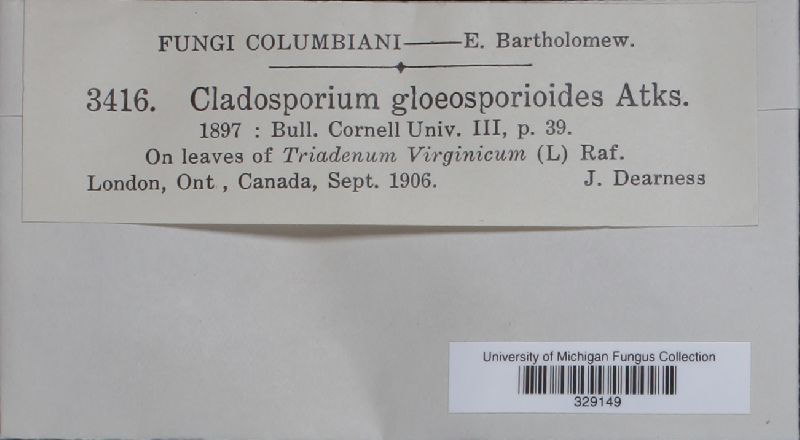 FUNGI COLUMBIANI——E. Bartholomew.
3416. Cladosporium gloeosporioides Atks.
1897 : Bull. Cornell Univ. III, p. 39.
On leaves of Triadenum Virginicum (L) Raf.
London, Ont , Canada, Sept. 1906. J. Dearness
University of Michigan Fungus Collection
329149